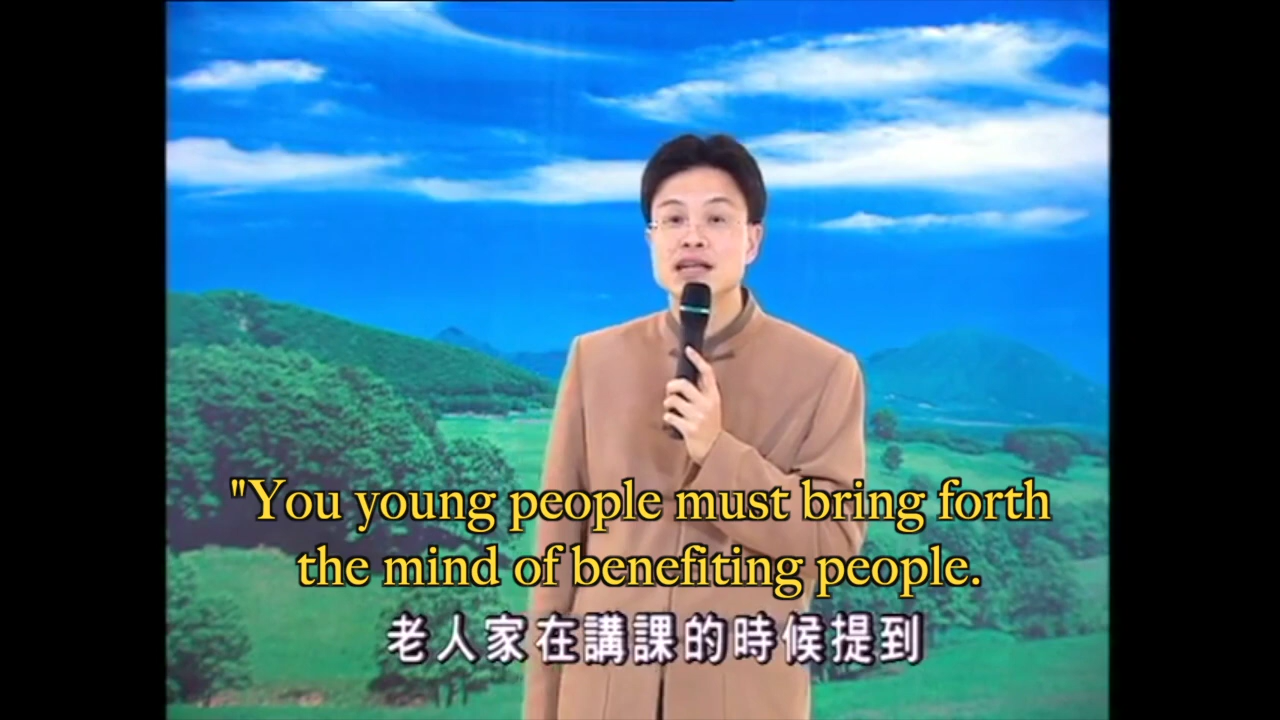 "You young people must bring forth
the mind of benefiting people.
老人家在講課的時候提到